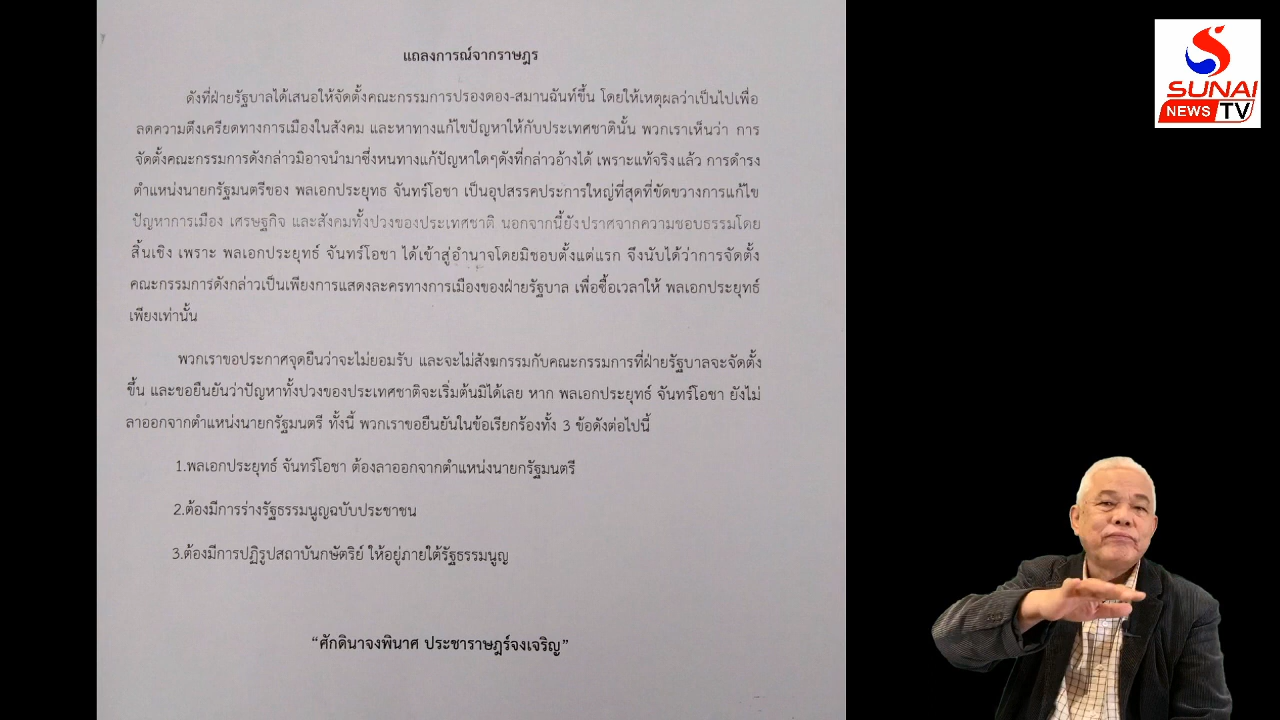 แถลงการณ์จากราษฎร
ดังที่ฝ่ายรัฐบาลได้เสนอให้จัดตั้งคณะกรรมการปรองดอง-สมานฉันท์ขึ้น โดยให้เหตุผลว่าเป็นไปเพื่อ
ลดความตึงเครียดทางการเมืองในสังคม และหาทางแก้ไขปัญหาให้กับประเทศชาตินั้น พวกเราเห็นว่า การ
จัดตั้งคณะกรรมการดังกล่าวมิอาจนำมาซึ่งหนทางแก้ปัญหาใดๆดังที่กล่าวอ้างได้ เพราะแท้จริงแล้ว การดำรง
ตำแหน่งนายกรัฐมนตรีของ พลเอกประยุทธ จันทร์โอชา เป็นอุปสรรคประการใหญ่ที่สุดที่ขัดขวางการแก้ไข
ปัญหาการเมือง เศรษฐกิจ และสังคมทั้งปวงของประเทศชาติ นอกจากนี้ยังปราศจากความชอบธรรมโดย
สิ้นเชิง เพราะ พลเอกประยุทธ์ จันทร์โอชา ได้เข้าสู่อำนาจโดยมิชอบตั้งแต่แรก จึงนับได้ว่าการจัดตั้ง
คณะกรรมการดังกล่าวเป็นเพียงการแสดงละครทางการเมืองของฝ่ายรัฐบาล เพื่อซื้อเวลาให้ พลเอกประยุทธ์
เพียงเท่านั้น
พวกเราขอประกาศจุดยืนว่าจะไม่ยอมรับ และจะไม่สังฆกรรมกับคณะกรรมการที่ฝ่ายรัฐบาลจะจัดตั้ง
ขึ้น และขอยืนยันว่าปัญหาทั้งปวงของประเทศชาติจะเริ่มต้นมิได้เลย หาก พลเอกประยุทธ์ จันทร์โอชา ยังไม่
ลาออกจากตำแหน่งนายกรัฐมนตรี ทั้งนี้ พวกเราขอยืนยันในข้อเรียกร้องทั้ง 3 ข้อดังต่อไปนี้
1.พลเอกประยุทธ์ จันทร์โอชา ต้องลาออกจากตำแหน่งนายกรัฐมนตรี
2.ต้องมีการร่างรัฐธรรมนูญฉบับประชาชน
3.ต้องมีการปฏิรูปสถาบันกษัตริย์ ให้อยู่ภายใต้รัฐธรรมนูญ
“ศักดินาจงพินาศ ประชาราษฎร์จงเจริญ”
SUNAI
NEWS TV